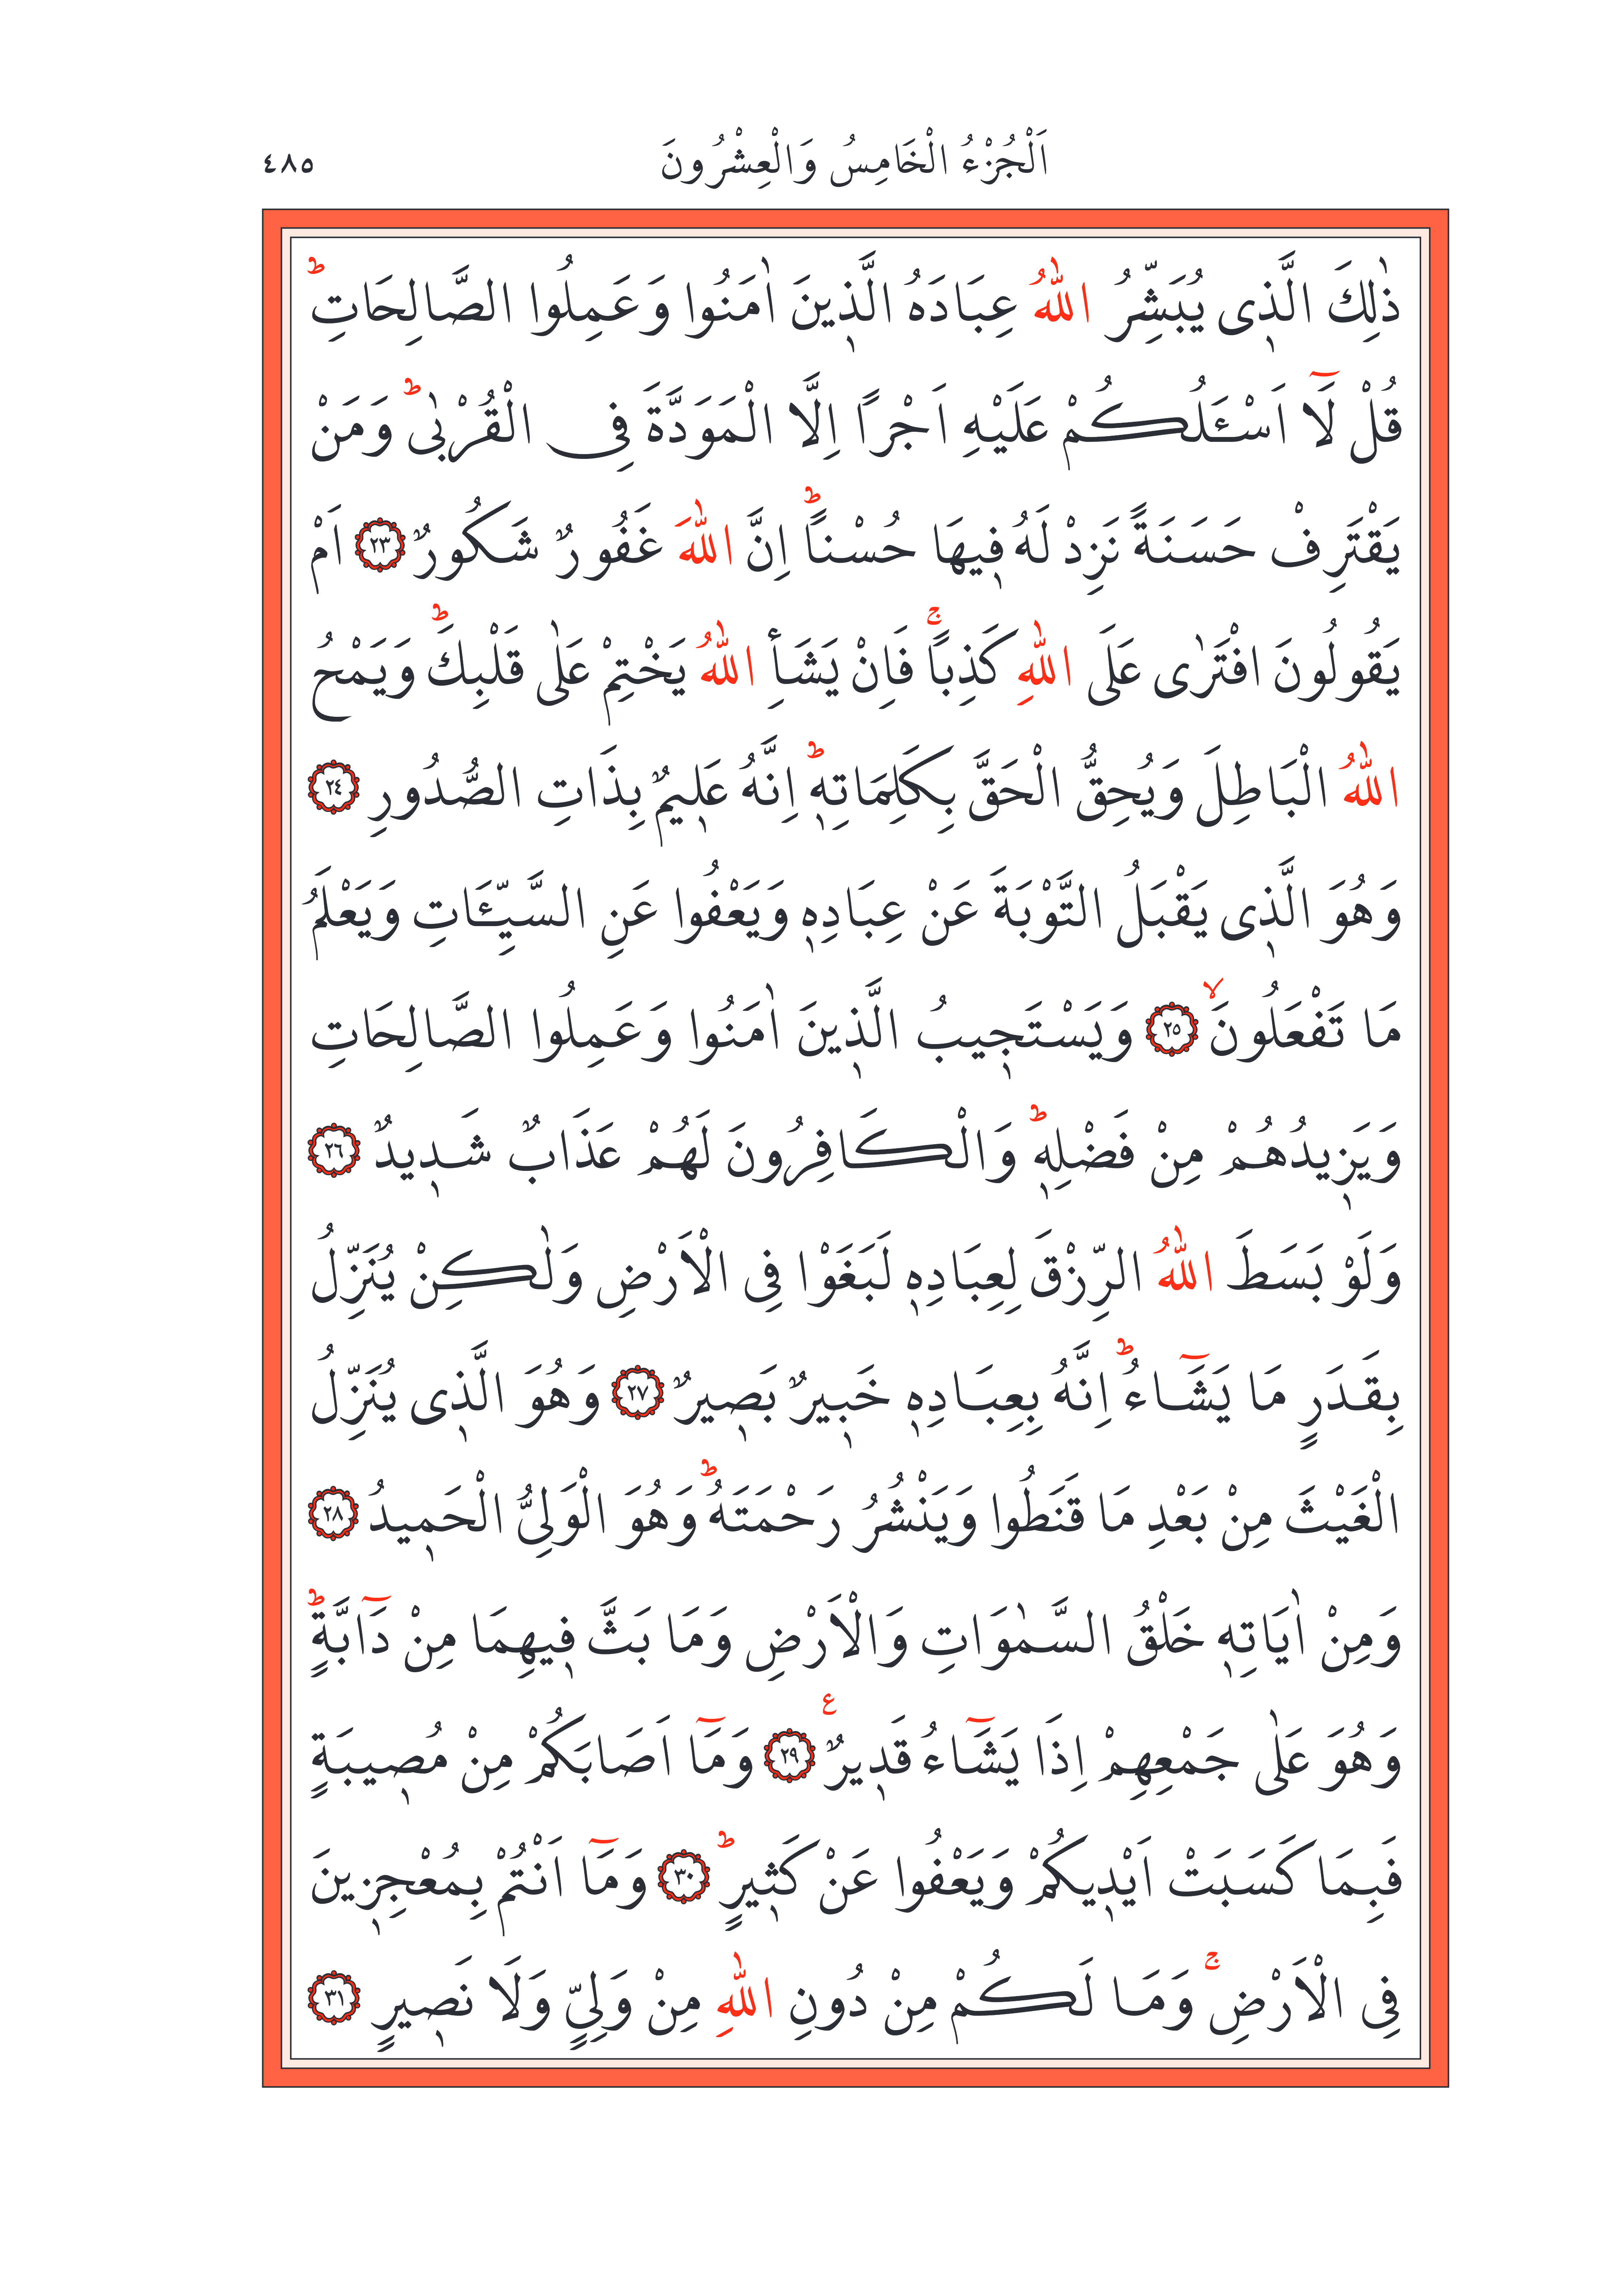 اَلْجُزْءُ الْخَامِسُ وَالْعِشْرُونَ ٤٨٥
ذٰلِكَ الَّذٖى يُبَشِّرُ اللّٰهُ عِبَادَهُ الَّذٖينَ اٰمَنُوا وَعَمِلُوا الصَّالِحَاتِؕ
قُلْ لَٓا اَسْـَٔلُكُمْ عَلَيْهِ اَجْرًا اِلَّا الْمَوَدَّةَ فِى الْقُرْبٰىؕ وَمَنْ
يَقْتَرِفْ حَسَنَةً نَزِدْ لَهُ فٖيهَا حُسْنًاؕ اِنَّ اللّٰهَ غَفُورٌ شَكُورٌ ﴿٢٣﴾ اَمْ
يَقُولُونَ افْتَرٰى عَلَى اللّٰهِ كَذِبًاۚ فَاِنْ يَشَأِ اللّٰهُ يَخْتِمْ عَلٰى قَلْبِكَؕ وَيَمْحُ
اللّٰهُ الْبَاطِلَ وَيُحِقُّ الْحَقَّ بِكَلِمَاتِهٖؕ اِنَّهُ عَلٖيمٌ بِذَاتِ الصُّدُورِ ﴿٢٤﴾
وَهُوَ الَّذٖى يَقْبَلُ التَّوْبَةَ عَنْ عِبَادِهٖ وَيَعْفُوا عَنِ السَّيِّـَٔاتِ وَيَعْلَمُ
مَا تَفْعَلُونَۙ ﴿٢٥﴾ وَيَسْتَجٖيبُ الَّذٖينَ اٰمَنُوا وَعَمِلُوا الصَّالِحَاتِ
وَيَزٖيدُهُمْ مِنْ فَضْلِهٖؕ وَالْكَافِرُونَ لَهُمْ عَذَابٌ شَدٖيدٌ ﴿٢٦﴾
وَلَوْ بَسَطَ اللّٰهُ الرِّزْقَ لِعِبَادِهٖ لَبَغَوْا فِى الْاَرْضِ وَلٰكِنْ يُنَزِّلُ
بِقَدَرٍ مَا يَشَٓاءُؕ اِنَّهُ بِعِبَادِهٖ خَبٖيرٌ بَصٖيرٌ ﴿٢٧﴾ وَهُوَ الَّذٖى يُنَزِّلُ
الْغَيْثَ مِنْ بَعْدِ مَا قَنَطُوا وَيَنْشُرُ رَحْمَتَهُؕ وَهُوَ الْوَلِىُّ الْحَمٖيدُ ﴿٢٨﴾
وَمِنْ اٰيَاتِهٖ خَلْقُ السَّمٰوَاتِ وَالْاَرْضِ وَمَا بَثَّ فٖيهِمَا مِنْ دَٓابَّةٍؕ
وَهُوَ عَلٰى جَمْعِهِمْ اِذَا يَشَٓاءُ قَدٖيرٌ ࣖ ﴿٢٩﴾ وَمَٓا اَصَابَكُمْ مِنْ مُصٖيبَةٍ
فَبِمَا كَسَبَتْ اَيْدٖيكُمْ وَيَعْفُوا عَنْ كَثٖيرٍؕ ﴿٣٠﴾ وَمَٓا اَنْتُمْ بِمُعْجِزٖينَ
فِى الْاَرْضِۚ وَمَا لَكُمْ مِنْ دُونِ اللّٰهِ مِنْ وَلِىٍّ وَلَا نَصٖيرٍ ﴿٣١﴾